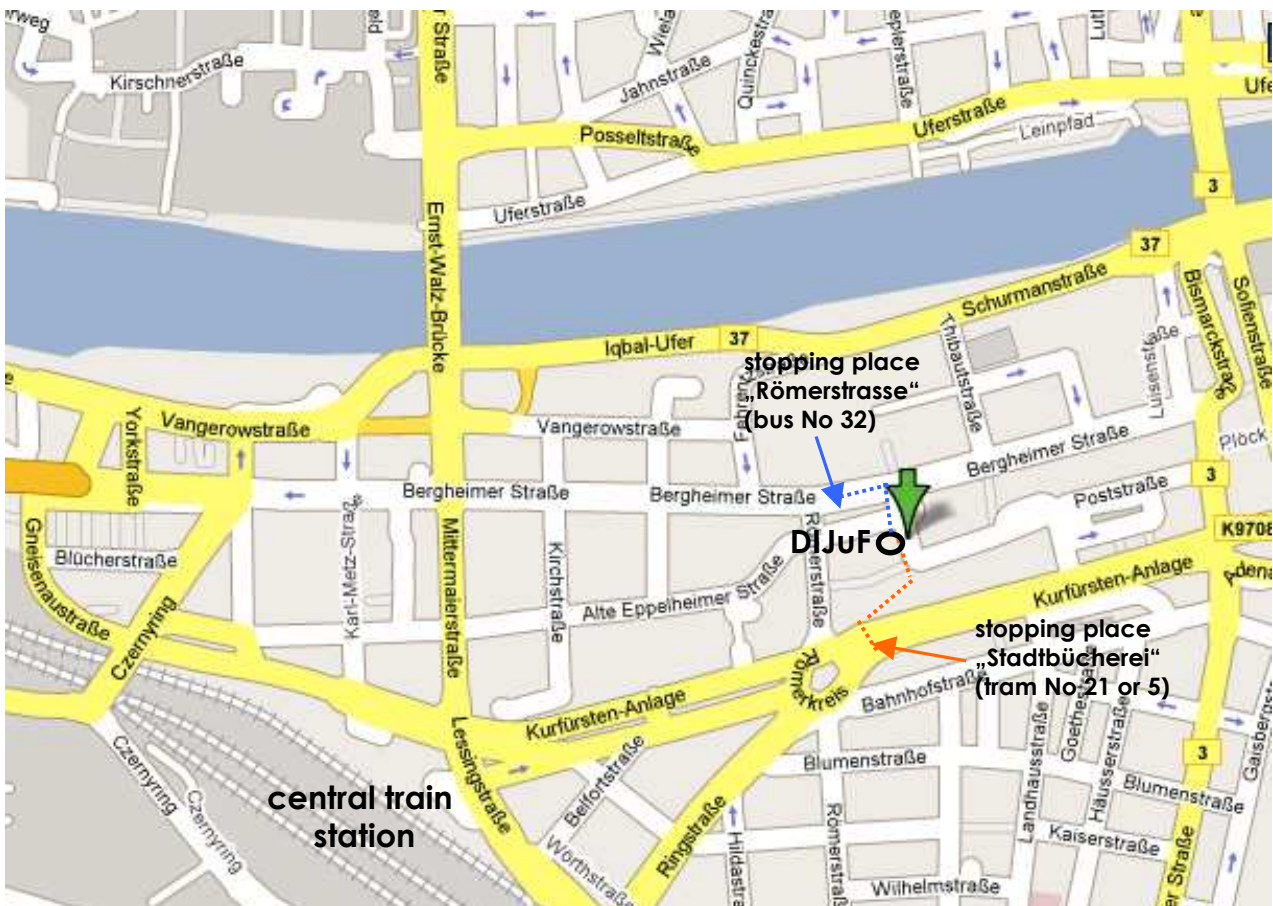 Kirschnerstraße
Straße
Jahnstraße
Quinckestraße
Posseltstraße
Uferstraße
Leinpfad
Uferstraße
3
37
Ernst-Walz-Brücke
Schurmanstraße
Bismarckstraße
Sofienstraße
Iqbal-Ufer
37
Thibautstraße
stopping place
„Römerstrasse“
(bus No 32)
Yorkstraße
Vangerowstraße
Vangerowstraße
Bergheimer Straße
Plöck
3
Bergheimer Straße
Bergheimer Straße
Poststraße
K9708
DIJuF
Römerstraße
Gneisenaustraße
Blücherstraße
Karl-Metz-Straße
Mittermaierstraße
Kirchstraße
Alte Eppelheimer Straße
Kurfürsten-Anlage
Czernyring
stopping place
„Stadtbücherei“
(tram No 21 or 5)
Römerkreis
Bahnhofstraße
Kurfürsten-Anlage
Goethestraße
Häusserstraße
Landhausstraße
Lessingstraße
Czernyring
Czernyring
Belfortstraße
Blumenstraße
3
Blumenstraße
central train
station
Ringstraße
Römerstraße
Kaiserstraße
Wörthstraße
Wilhelmstraße